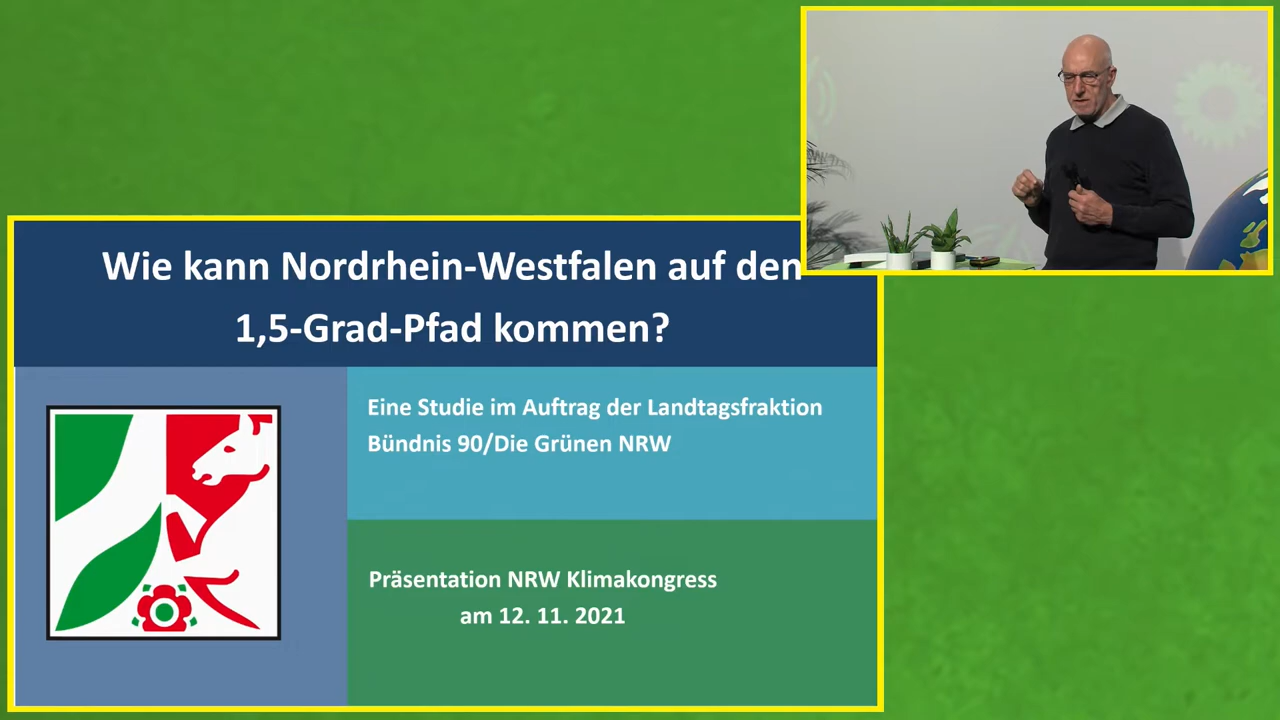 Wie kann Nordrhein-Westfalen auf den
1,5-Grad-Pfad kommen?
Eine Studie im Auftrag der Landtagsfraktion
Bündnis 90/Die Grünen NRW
Präsentation NRW Klimakongress
am 12. 11. 2021